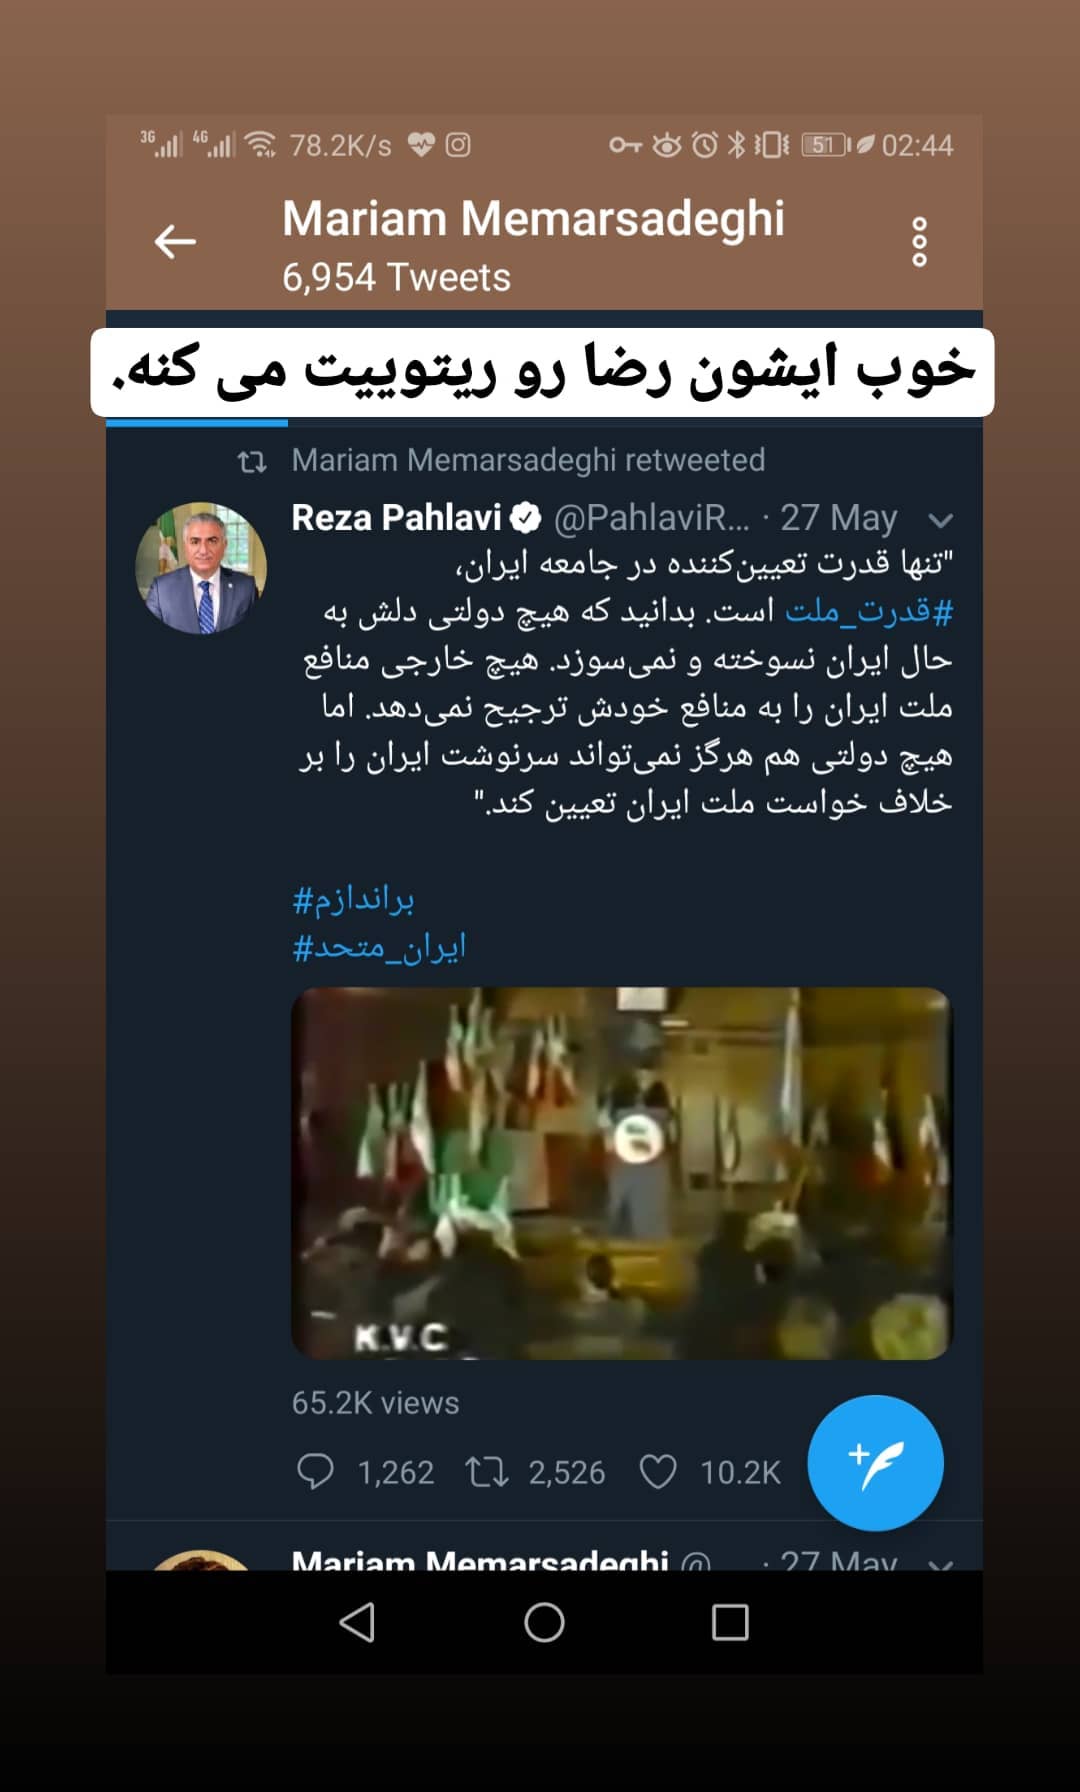 3G 4G 78.2K/s 51 02:44
Mariam Memarsadeghi
6,954 Tweets
خوب ایشون رضا رو ریتوییت می کنه.
Mariam Memarsadeghi retweeted
Reza Pahlavi @PahlaviR... · 27 May
"تنها قدرت تعیین‌کننده در جامعه ایران،
#قدرت_ملت است. بدانید که هیچ دولتی دلش به
حال ایران نسوخته و نمی‌سوزد. هیچ خارجی منافع
ملت ایران را به منافع خودش ترجیح نمی‌دهد. اما
هیچ دولتی هم هرگز نمی‌تواند سرنوشت ایران را بر
خلاف خواست ملت ایران تعیین کند."
#براندازم
#ایران_متحد
K.V.C
65.2K views
1,262 2,526 10.2K
Mariam Memarsadeghi @... · 27 May